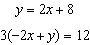 y = 2x + 8
3(-2x + y) = 12